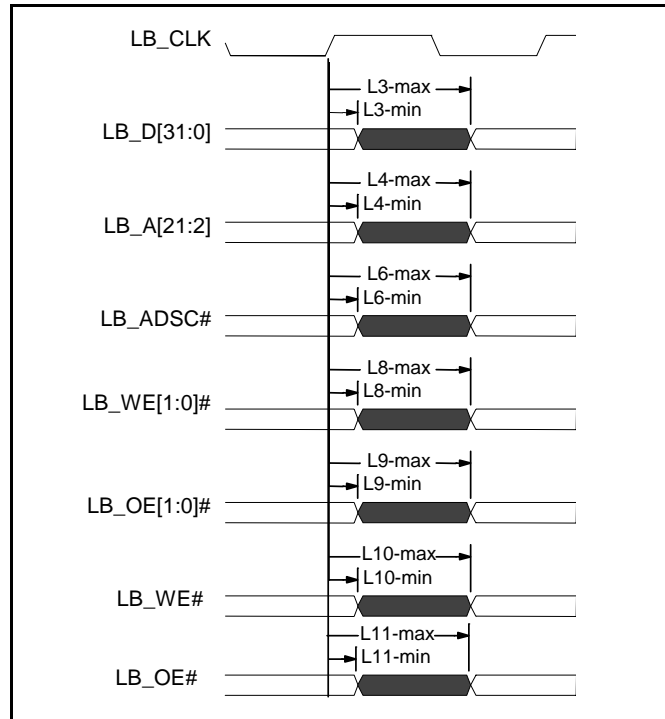 LB_CLK
L3-max
L3-min
LB_D[31:0]
L4-max
L4-min
LB_A[21:2]
L6-max
L6-min
LB_ADSC#
L8-max
L8-min
LB_WE[1:0]#
L9-max
L9-min
LB_OE[1:0]#
L10-max
L10-min
LB_WE#
L11-max
L11-min
LB_OE#